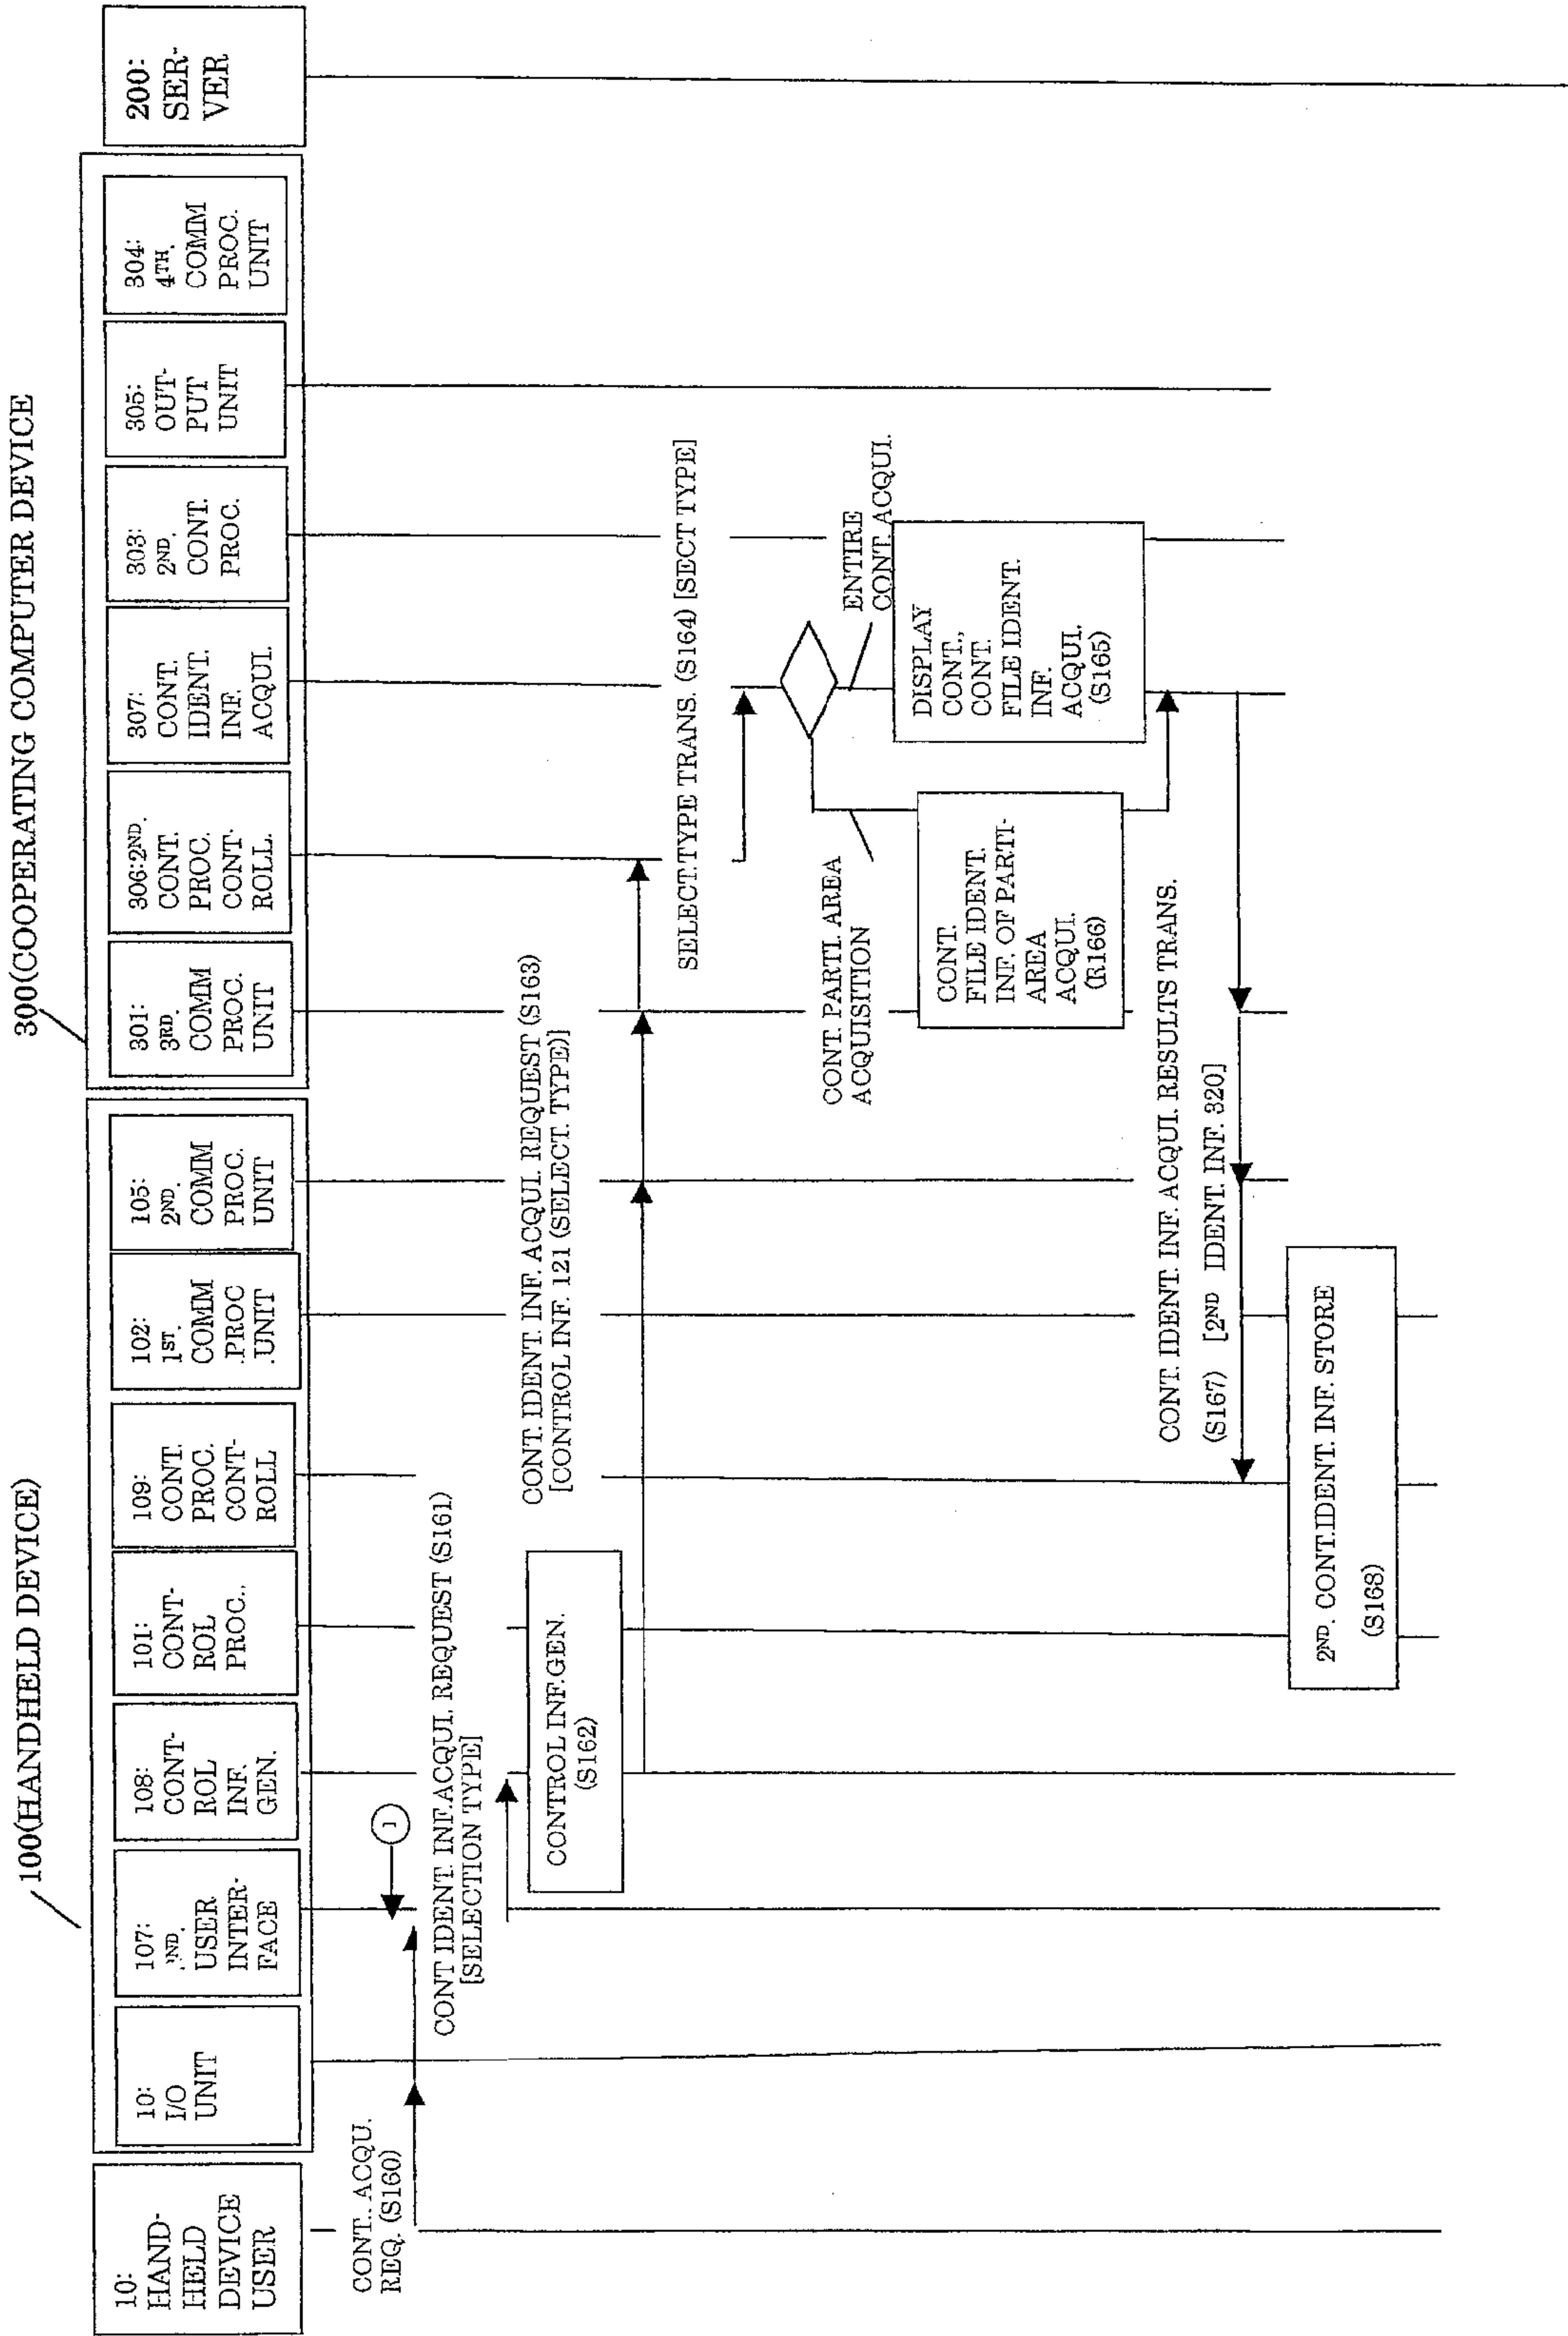 100(HANDHELD DEVICE)
300(COOPERATING COMPUTER DEVICE
10:
HAND-
HELD
DEVICE
USER
10:
I/O
UNIT
107:
USER
INTER-
FACE
108:
CONT-
ROL
INF.
GEN.
101:
CONT-
ROL
PROC..
109:
CONT.
PROC.
CONT-
ROLL
102:
1ST.
COMM
.PROC
.UNIT
105:
2ND.
COMM
PROC.
UNIT
301:
3RD.
COMM
PROC.
UNIT
306:2ND.
CONT.
PROC.
CONT-
ROLL.
307:
CONT.
IDENT.
INF.
ACQUI.
303:
2ND.
CONT.
PROC.
305:
OUT-
PUT
UNIT
304:
4TH.
COMM
PROC.
UNIT
200:
SER-
VER
CONT.. ACQU.
REQ. (S160)
1
CONT IDENT. INF.ACQUI. REQUEST (S161)
[SELECTION TYPE]
CONTROL INF.GEN.
(S162)
CONT. IDENT. INF. ACQUI. REQUEST (S163)
[CONTROL INF. 121 (SELECT. TYPE)]
SELECT.TYPE TRANS. (S164) [SECT TYPE]
ENTIRE
CONT. ACQUI.
CONT. PARTI. AREA
ACQUISITION
DISPLAY
CONT.,
CONT.
FILE IDENT.
INF.
ACQUI.
(S165)
CONT.
FILE IDENT.
INF. OF PARTI-
AREA
ACQUI.
(R166)
CONT. IDENT. INF. ACQUI. RESULTS TRANS.
(S167) [2ND IDENT. INF. 320]
2ND. CONT.IDENT. INF. STORE
(S168)